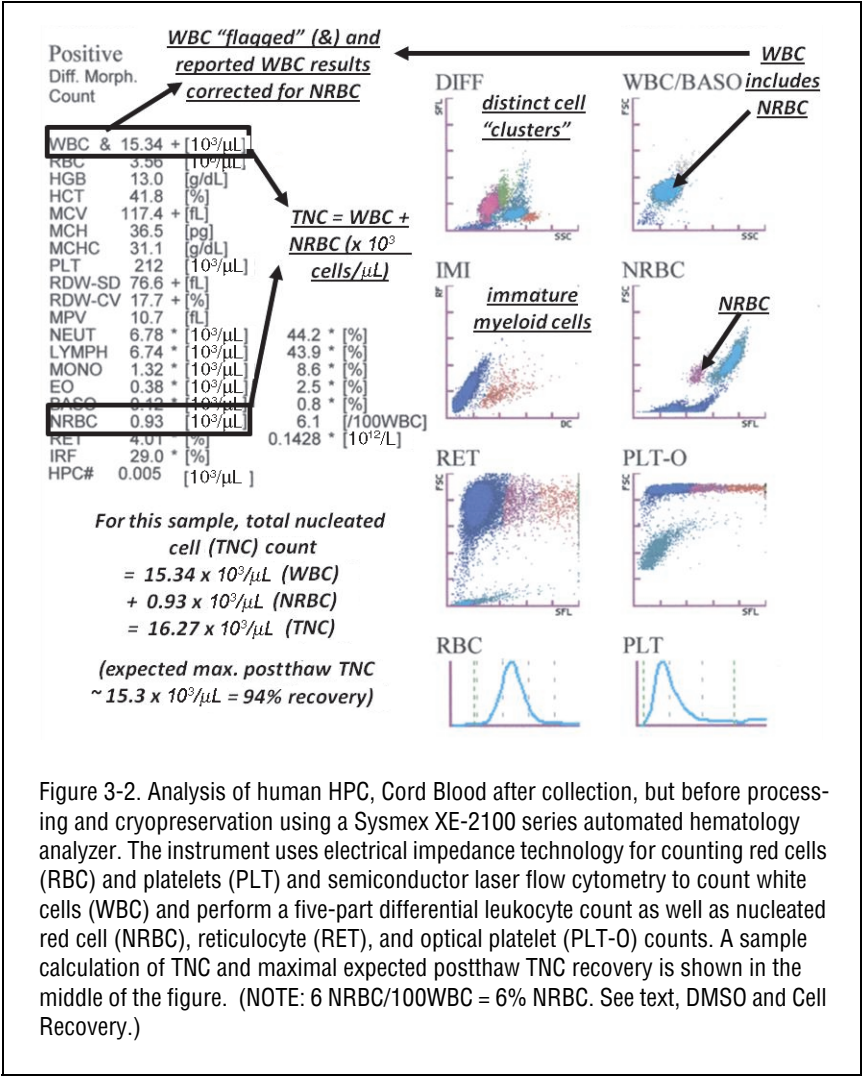 Positive
Diff. Morph.
Count
WBC “flagged” (&) and
reported WBC results
corrected for NRBC
WBC
includes
NRBC
WBC & 15.34 + [10³/μL]
RBC 3.56 [10⁶/μL]
HGB 13.0 [g/dL]
HCT 41.8 [%]
MCV 117.4 + [fL]
MCH 36.5 [pg]
MCHC 31.1 [g/dL]
PLT 212 [10³/μL]
RDW-SD 76.6 + [fL]
RDW-CV 17.7 + [%]
MPV 10.7 [fL]
NEUT 6.78 * [10³/μL] 44.2 * [%]
LYMPH 6.74 * [10³/μL] 43.9 * [%]
MONO 1.32 * [10³/μL] 8.6 * [%]
EO 0.38 * [10³/μL] 2.5 * [%]
BASO 0.12 * [10³/μL] 0.8 * [%]
NRBC 0.93 [10³/μL] 6.1 [/100WBC]
RET 4.01 * [%] 0.1428 * [10¹²/L]
IRF 29.0 * [%]
HPC# 0.005 [10³/μL ]
TNC = WBC +
NRBC (x 10³
cells/μL)
For this sample, total nucleated
cell (TNC) count
= 15.34 x 10³/μL (WBC)
+ 0.93 x 10³/μL (NRBC)
= 16.27 x 10³/μL (TNC)
(expected max. postthaw TNC
~ 15.3 x 10³/μL = 94% recovery)
DIFF
SFL
distinct cell
“clusters”
SSC
WBC/BASO
FSC
SSC
IMI
RF
immature
myeloid cells
DC
NRBC
FSC
NRBC
SFL
RET
FSC
SFL
PLT-O
FSC
SFL
RBC
PLT
Figure 3-2. Analysis of human HPC, Cord Blood after collection, but before process-
ing and cryopreservation using a Sysmex XE-2100 series automated hematology
analyzer. The instrument uses electrical impedance technology for counting red cells
(RBC) and platelets (PLT) and semiconductor laser flow cytometry to count white
cells (WBC) and perform a five-part differential leukocyte count as well as nucleated
red cell (NRBC), reticulocyte (RET), and optical platelet (PLT-O) counts. A sample
calculation of TNC and maximal expected postthaw TNC recovery is shown in the
middle of the figure. (NOTE: 6 NRBC/100WBC = 6% NRBC. See text, DMSO and Cell
Recovery.)